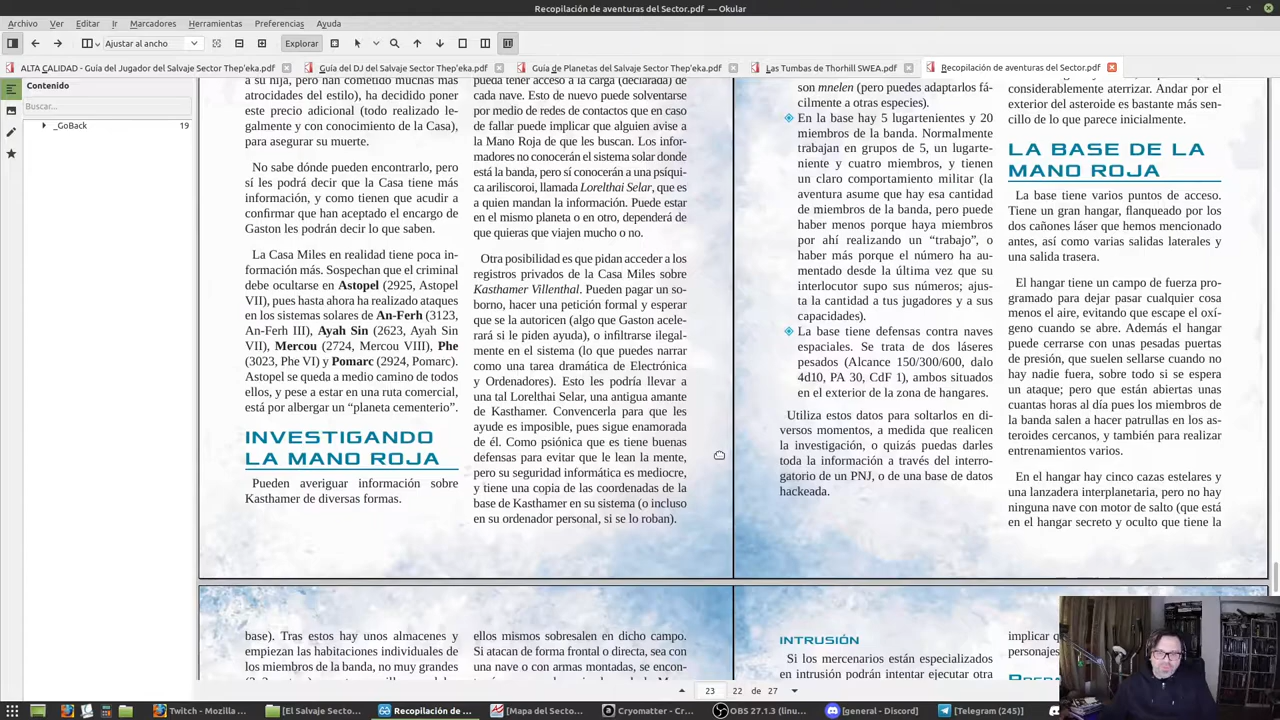 Recopilación de aventuras del Sector.pdf — Okular
Archivo Ver Editar Ir Marcadores Herramientas Preferencias Ayuda
Ajustar al ancho Explorar
ALTA CALIDAD - Guía del Jugador del Salvaje Sector Thep'eka.pdf
Guía del DJ del Salvaje Sector Thep'eka.pdf
Guía de Planetas del Salvaje Sector Thep'eka.pdf
Las Tumbas de Thorhill SWEA.pdf
Recopilación de aventuras del Sector.pdf
Contenido
Buscar...
_GoBack 19
a su hija, pero han cometido muchas más
atrocidades del estilo), ha decidido poner
este precio adicional (todo realizado le-
galmente y con conocimiento de la Casa),
para asegurar su muerte.
No sabe dónde pueden encontrarlo, pero
sí les podrá decir que la Casa tiene más
información, y como tienen que acudir a
confirmar que han aceptado el encargo de
Gaston les podrán decir lo que saben.
La Casa Miles en realidad tiene poca in-
formación más. Sospechan que el criminal
debe ocultarse en Astopel (2925, Astopel
VII), pues hasta ahora ha realizado ataques
en los sistemas solares de An-Ferh (3123,
An-Ferh III), Ayah Sin (2623, Ayah Sin
VII), Mercou (2724, Mercou VIII), Phe
(3023, Phe VI) y Pomarc (2924, Pomarc).
Astopel se queda a medio camino de todos
ellos, y pese a estar en una ruta comercial,
está por albergar un “planeta cementerio”.
INVESTIGANDO
LA MANO ROJA
Pueden averiguar información sobre
Kasthamer de diversas formas.
pueda tener acceso a la carga (declarada) de
cada nave. Esto de nuevo puede solventarse
por medio de redes de contactos que en caso
de fallar puede implicar que alguien avise a
la Mano Roja de que les buscan. Los infor-
madores no conocerán el sistema solar donde
está la banda, pero sí conocerán a una psíqui-
ca ariliscoroi, llamada Lorelthai Selar, que es
a quien mandan la información. Puede estar
en el mismo planeta o en otro, dependerá de
que quieras que viajen mucho o no.
Otra posibilidad es que pidan acceder a los
registros privados de la Casa Miles sobre
Kasthamer Villenthal. Pueden pagar un so-
borno, hacer una petición formal y esperar
que se la autoricen (algo que Gaston acele-
rará si le piden ayuda), o infiltrarse ilegal-
mente en el sistema (lo que puedes narrar
como una tarea dramática de Electrónica
y Ordenadores). Esto les podría llevar a
una tal Lorelthai Selar, una antigua amante
de Kasthamer. Convencerla para que les
ayude es imposible, pues sigue enamorada
de él. Como psiónica que es tiene buenas
defensas para evitar que le lean la mente,
pero su seguridad informática es mediocre,
y tiene una copia de las coordenadas de la
base de Kasthamer en su sistema (o incluso
en su ordenador personal, si se lo roban).
son mnelen (pero puedes adaptarlos fá-
cilmente a otras especies).
En la base hay 5 lugartenientes y 20
miembros de la banda. Normalmente
trabajan en grupos de 5, un lugarte-
niente y cuatro miembros, y tienen
un claro comportamiento militar (la
aventura asume que hay esa cantidad
de miembros de la banda, pero puede
haber menos porque haya miembros
por ahí realizando un “trabajo”, o
haber más porque el número ha au-
mentado desde la última vez que su
interlocutor supo sus números; ajus-
ta la cantidad a tus jugadores y a sus
capacidades).
La base tiene defensas contra naves
espaciales. Se trata de dos láseres
pesados (Alcance 150/300/600, dalo
4d10, PA 30, CdF 1), ambos situados
en el exterior de la zona de hangares.
Utiliza estos datos para soltarlos en di-
versos momentos, a medida que realicen
la investigación, o quizás puedas darles
toda la información a través del interro-
gatorio de un PNJ, o de una base de datos
hackeada.
considerablemente aterrizar. Andar por el
exterior del asteroide es bastante más sen-
cillo de lo que parece inicialmente.
LA BASE DE LA
MANO ROJA
La base tiene varios puntos de acceso.
Tiene un gran hangar, flanqueado por los
dos cañones láser que hemos mencionado
antes, así como varias salidas laterales y
una salida trasera.
El hangar tiene un campo de fuerza pro-
gramado para dejar pasar cualquier cosa
menos el aire, evitando que escape el oxí-
geno cuando se abre. Además el hangar
puede cerrarse con unas pesadas puertas
de presión, que suelen sellarse cuando no
hay nadie fuera, sobre todo si se espera
un ataque; pero que están abiertas unas
cuantas horas al día pues los miembros de
la banda salen a hacer patrullas en los as-
teroides cercanos, y también para realizar
entrenamientos varios.
En el hangar hay cinco cazas estelares y
una lanzadera interplanetaria, pero no hay
ninguna nave con motor de salto (que está
en el hangar secreto y oculto que tiene la
base). Tras estos hay unos almacenes y
empiezan las habitaciones individuales de
los miembros de la banda, no muy grandes
ellos mismos sobresalen en dicho campo.
Si atacan de forma frontal o directa, sea con
una nave o con armas montadas, se encon-
INTRUSIÓN
Si los mercenarios están especializados
en intrusión podrán intentar ejecutar otra
implicar
personajes
23 22 de 27
Twitch - Mozilla ...
[El Salvaje Secto...
Recopilación de ...
[Mapa del Secto...
Cryomatter - Cr...
OBS 27.1.3 (linu...
[general - Discord]
[Telegram (245)]